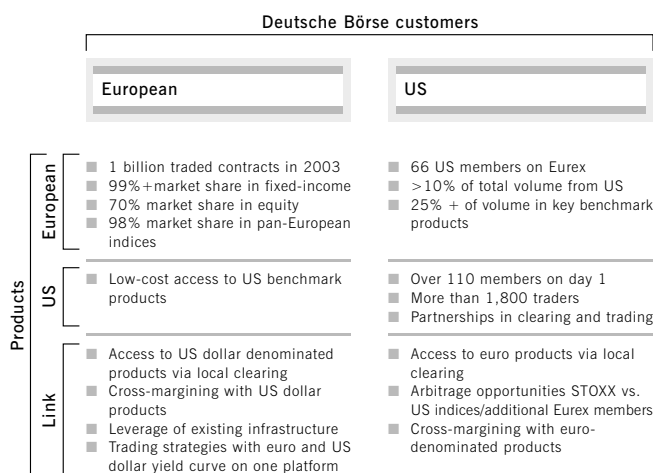 Deutsche Börse customers
European
US
Products
European
1 billion traded contracts in 2003
99%+market share in fixed-income
70% market share in equity
98% market share in pan-European
indices
66 US members on Eurex
>10% of total volume from US
25% + of volume in key benchmark
products
US
Low-cost access to US benchmark
products
Over 110 members on day 1
More than 1,800 traders
Partnerships in clearing and trading
Link
Access to US dollar denominated
products via local clearing
Cross-margining with US dollar
products
Leverage of existing infrastructure
Trading strategies with euro and US
dollar yield curve on one platform
Access to euro products via local
clearing
Arbitrage opportunities STOXX vs.
US indices/additional Eurex members
Cross-margining with euro-
denominated products